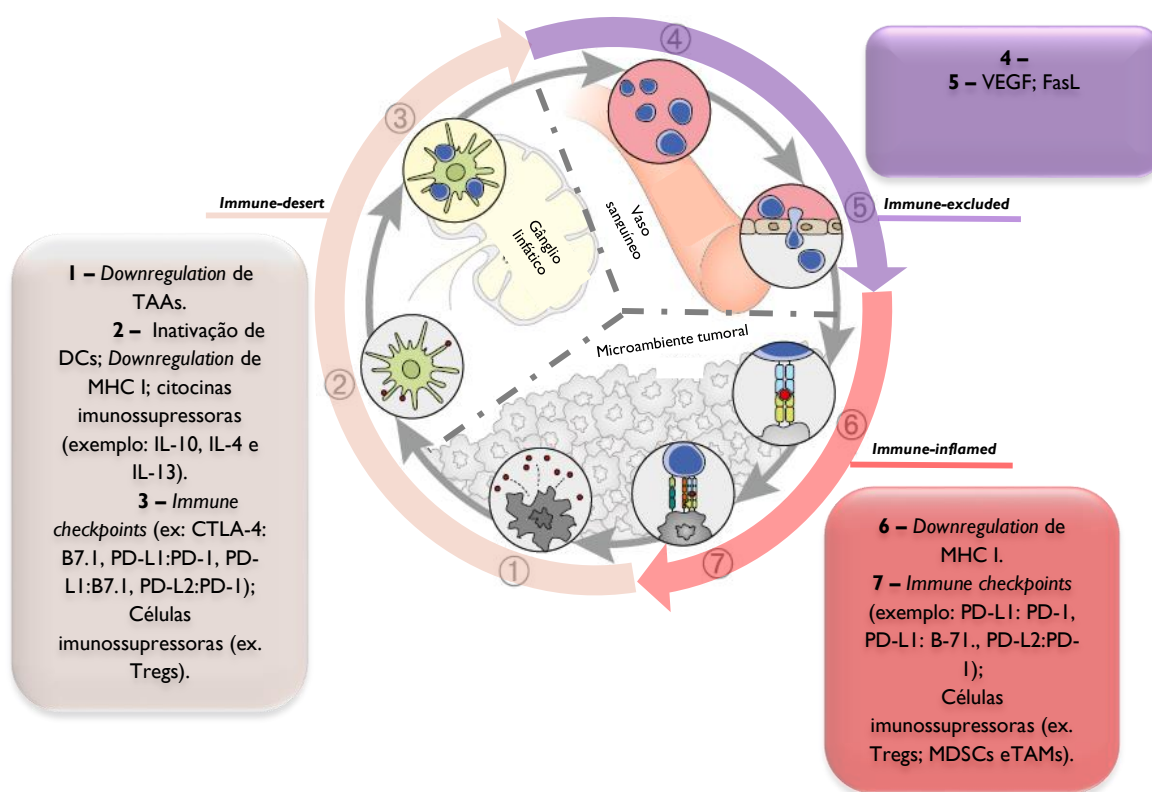 ④
4 –
5 – VEGF; FasL
③
Immune-desert
⑤
Immune-excluded
Gânglio
linfático
Vaso
sanguíneo
1 – Downregulation de
TAAs.
2 – Inativação de
DCs; Downregulation de
MHC I; citocinas
imunossupressoras
(exemplo: IL-10, IL-4 e
IL-13).
3 – Immune
checkpoints (ex: CTLA-4:
B7.1, PD-L1:PD-1, PD-
L1:B7.1, PD-L2:PD-1);
Células
imunossupressoras (ex.
Tregs).
②
Microambiente tumoral
⑥
Immune-inflamed
①
⑦
6 – Downregulation de
MHC I.
7 – Immune checkpoints
(exemplo: PD-L1: PD-1,
PD-L1: B-71., PD-L2:PD-
1);
Células
imunossupressoras (ex.
Tregs; MDSCs eTAMs).